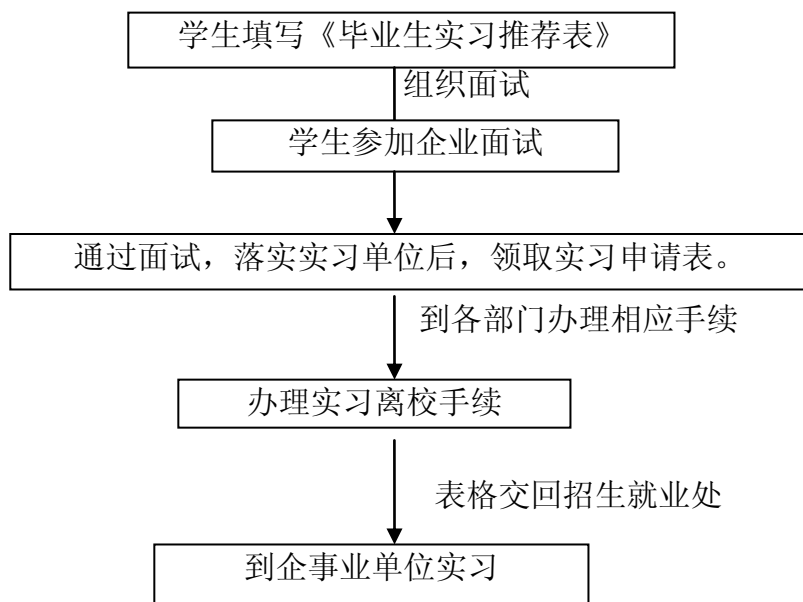 学生填写《毕业生实习推荐表》
组织面试
学生参加企业面试
通过面试，落实实习单位后，领取实习申请表。
到各部门办理相应手续
办理实习离校手续
表格交回招生就业处
到企事业单位实习